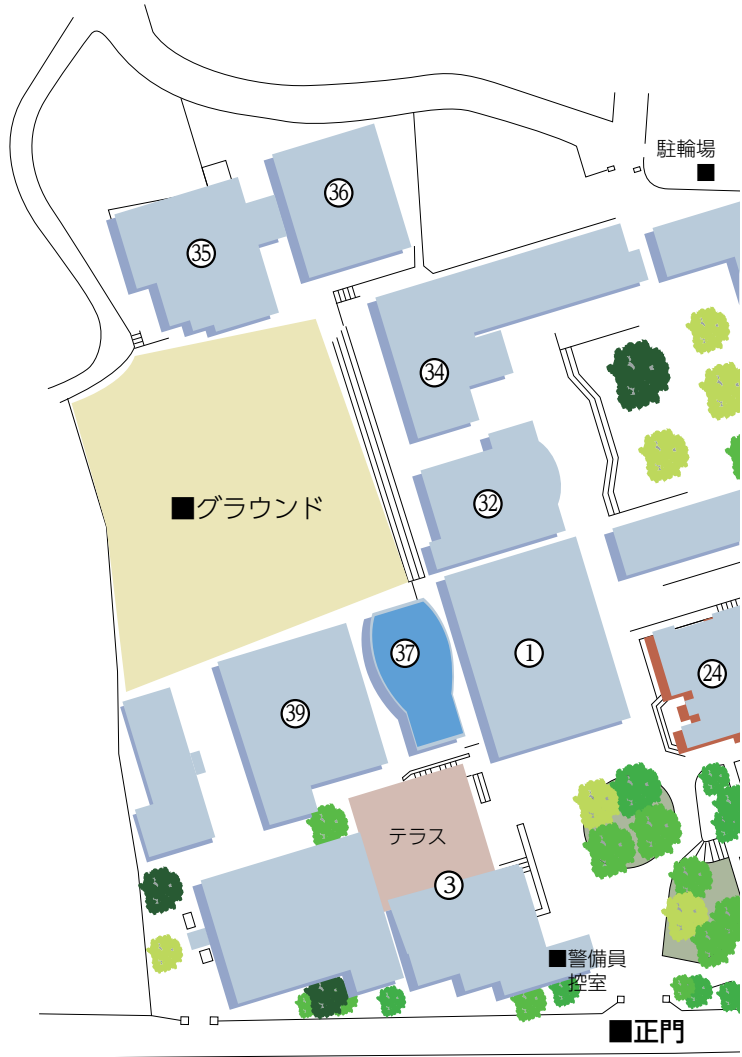 駐輪場
■
㊱
㉟
㉞
■グラウンド
㉜
㊲
①
㉔
㊴
テラス
③
■警備員
控室
■正門